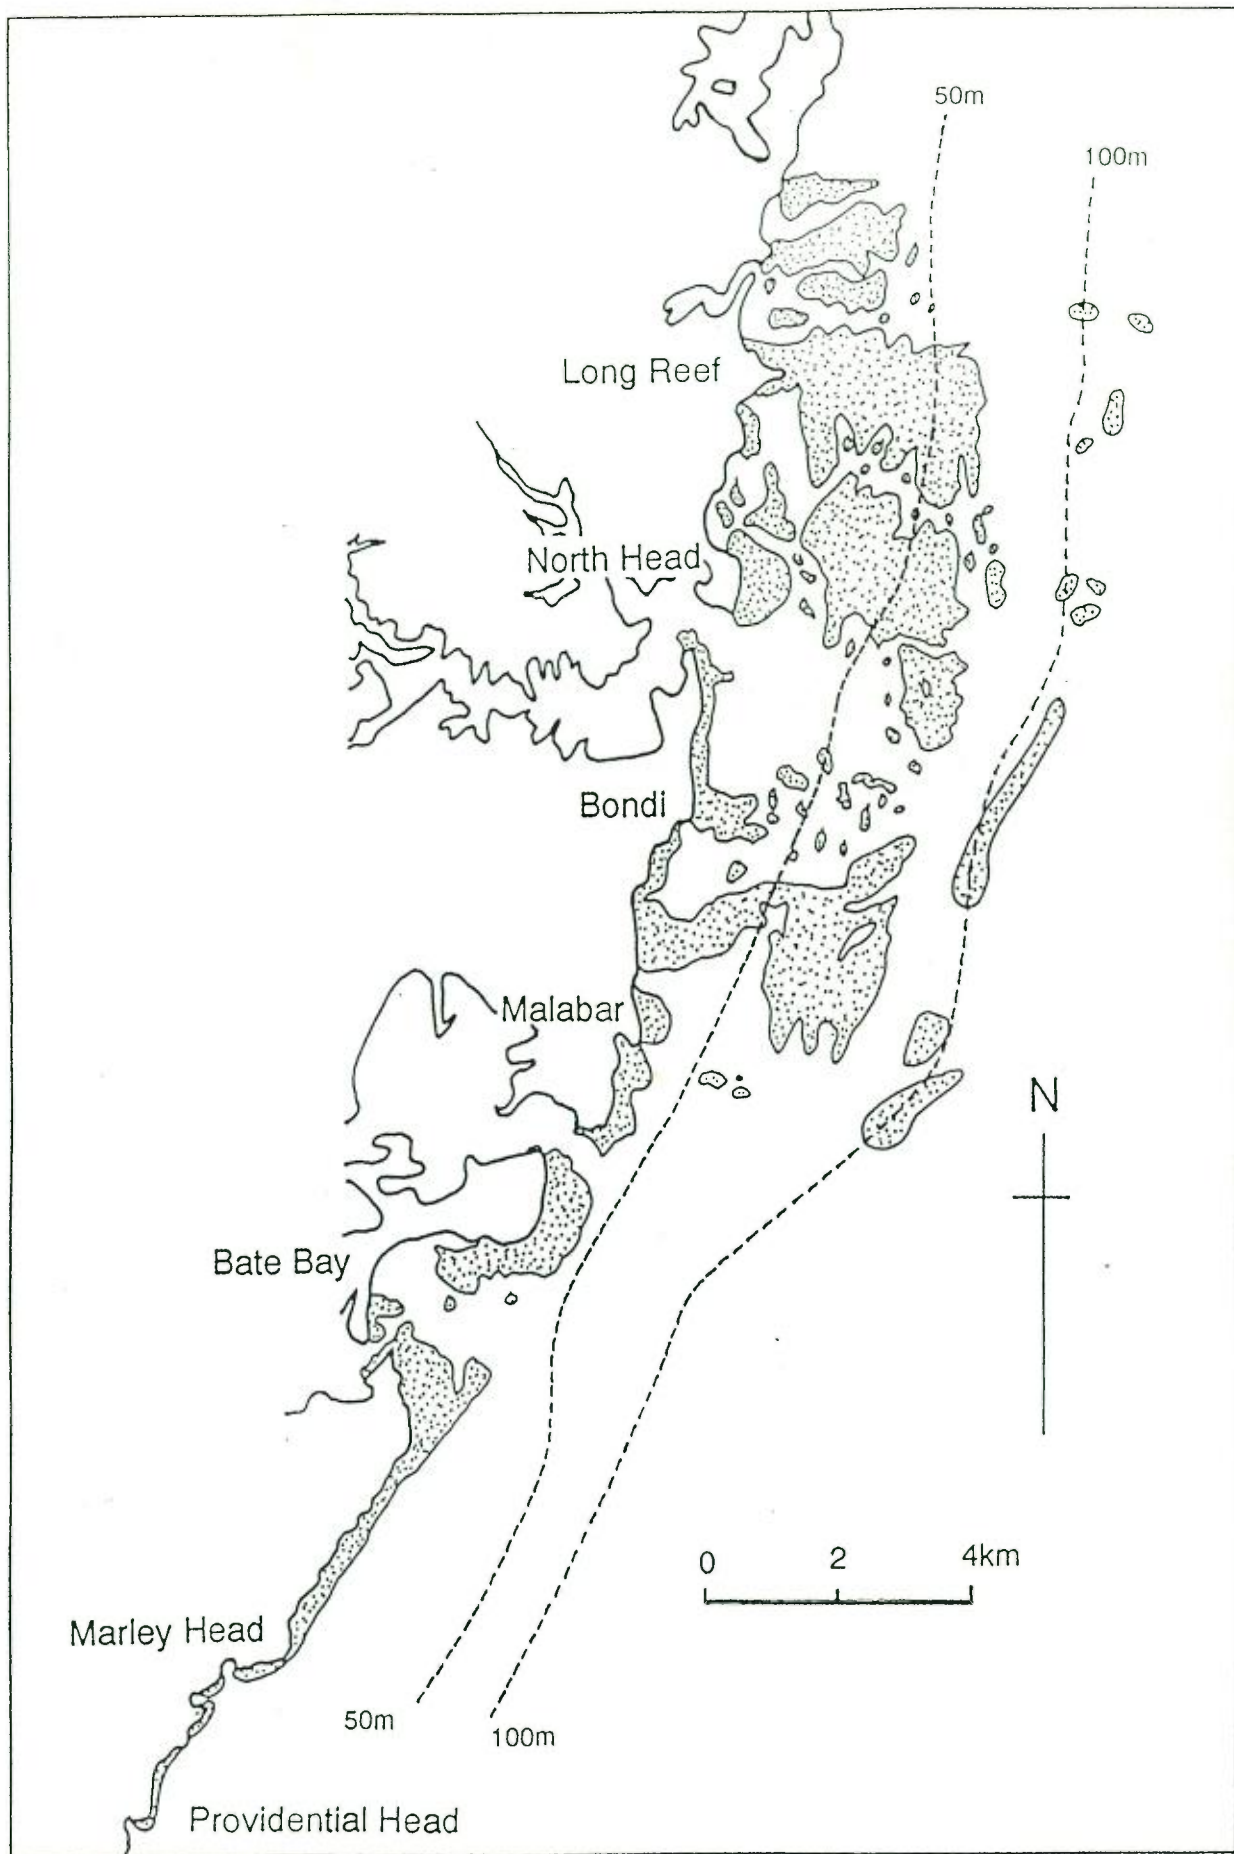 50m
100m
Long Reef
North Head
Bondi
Malabar
N
Bate Bay
0 2 4km
Marley Head
50m
100m
Providential Head